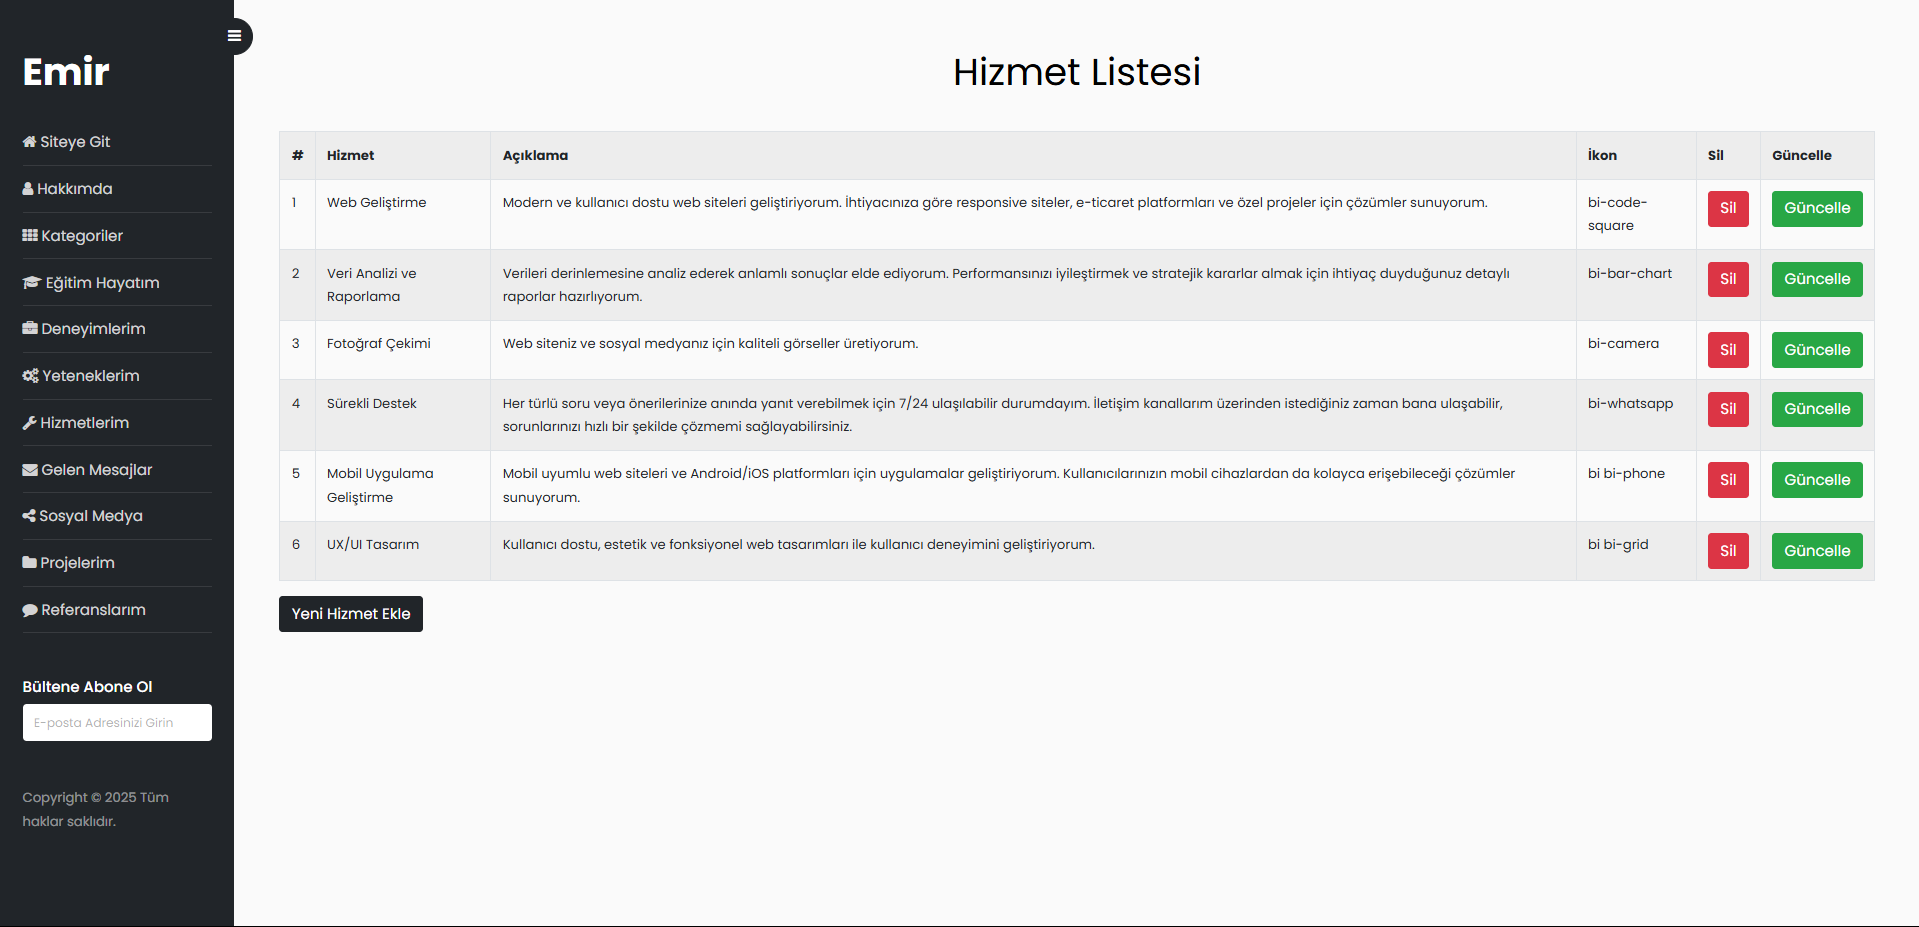 Emir
Siteye Git
Hakkımda
Kategoriler
Eğitim Hayatım
Deneyimlerim
Yeteneklerim
Hizmetlerim
Gelen Mesajlar
Sosyal Medya
Projelerim
Referanslarım
Bültene Abone Ol
E-posta Adresinizi Girin
Copyright © 2025 Tüm
haklar saklıdır.
Hizmet Listesi
# Hizmet Açıklama İkon Sil Güncelle
1 Web Geliştirme Modern ve kullanıcı dostu web siteleri geliştiriyorum. İhtiyacınıza göre responsive siteler, e-ticaret platformları ve özel projeler için çözümler sunuyorum. bi-code- Sil Güncelle
square
2 Veri Analizi ve Verileri derinlemesine analiz ederek anlamlı sonuçlar elde ediyorum. Performansınızı iyileştirmek ve stratejik kararlar almak için ihtiyaç duyduğunuz detaylı bi-bar-chart Sil Güncelle
Raporlama raporlar hazırlıyorum.
3 Fotoğraf Çekimi Web siteniz ve sosyal medyanız için kaliteli görseller üretiyorum. bi-camera Sil Güncelle
4 Sürekli Destek Her türlü soru veya önerilerinize anında yanıt verebilmek için 7/24 ulaşılabilir durumdayım. İletişim kanallarım üzerinden istediğiniz zaman bana ulaşabilir, bi-whatsapp Sil Güncelle
sorunlarınızı hızlı bir şekilde çözmemi sağlayabilirsiniz.
5 Mobil Uygulama Mobil uyumlu web siteleri ve Android/iOS platformları için uygulamalar geliştiriyorum. Kullanıcılarınızın mobil cihazlardan da kolayca erişebileceği çözümler bi bi-phone Sil Güncelle
Geliştirme sunuyorum.
6 UX/UI Tasarım Kullanıcı dostu, estetik ve fonksiyonel web tasarımları ile kullanıcı deneyimini geliştiriyorum. bi bi-grid Sil Güncelle
Yeni Hizmet Ekle